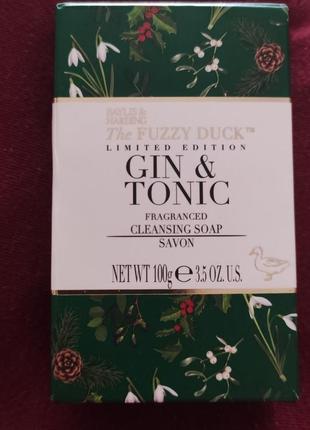 BAYLIS &
HARDING
The FUZZY DUCK™
LIMITED EDITION
GIN &
TONIC
FRAGRANCED
CLEANSING SOAP
SAVON
NET WT 100g ℮ 3.5 OZ. U.S.